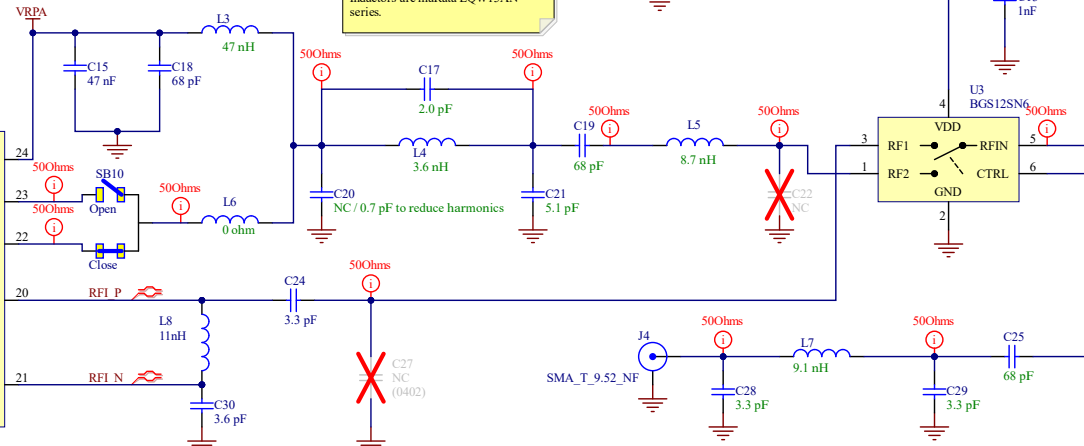 Inductors are murata LQW15AN
series.
VRPA
C15
47 nF
C18
68 pF
L3
47 nH
50Ohms
C17
2.0 pF
50Ohms
L4
3.6 nH
C20
NC / 0.7 pF to reduce harmonics
C21
5.1 pF
C19
68 pF
50Ohms
L5
8.7 nH
50Ohms
C22
NC
1nF
U3
BGS12SN6
4
VDD
3
RF1
1
RF2
RFIN
5
CTRL
6
GND
2
50Ohms
24
23
50Ohms
SB10
Open
50Ohms
22
50Ohms
Close
L6
0 ohm
20
RFI_P
L8
11nH
C24
3.3 pF
50Ohms
C27
NC
(0402)
21
RFI_N
C30
3.6 pF
J4
SMA_T_9.52_NF
50Ohms
C28
3.3 pF
L7
9.1 nH
50Ohms
C29
3.3 pF
C25
68 pF